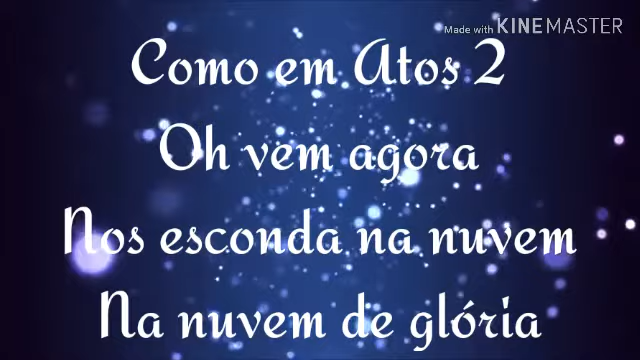 Made with KINEMASTER
Como em Atos 2
Oh vem agora
Nos esconda na nuvem
Na nuvem de glória